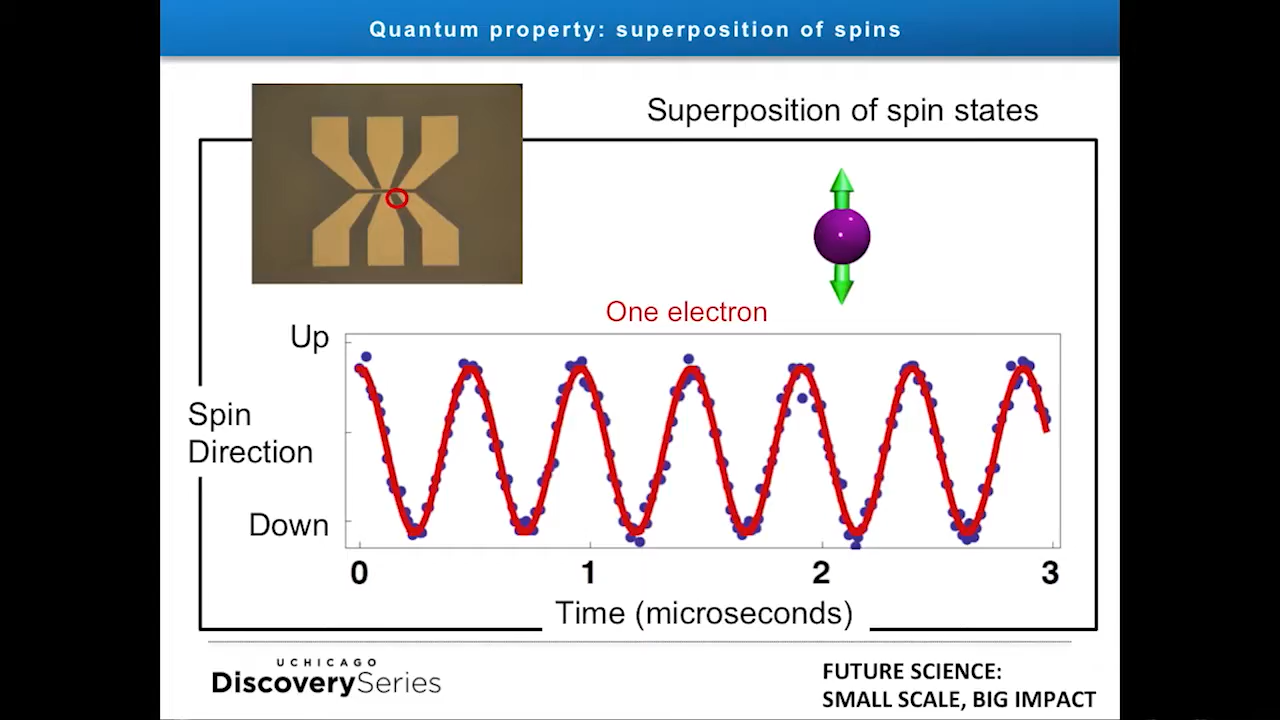 Quantum property: superposition of spins
Superposition of spin states
One electron
Up
Spin
Direction
Down
0 1 2 3
Time (microseconds)
UCHICAGO
DiscoverySeries
FUTURE SCIENCE:
SMALL SCALE, BIG IMPACT